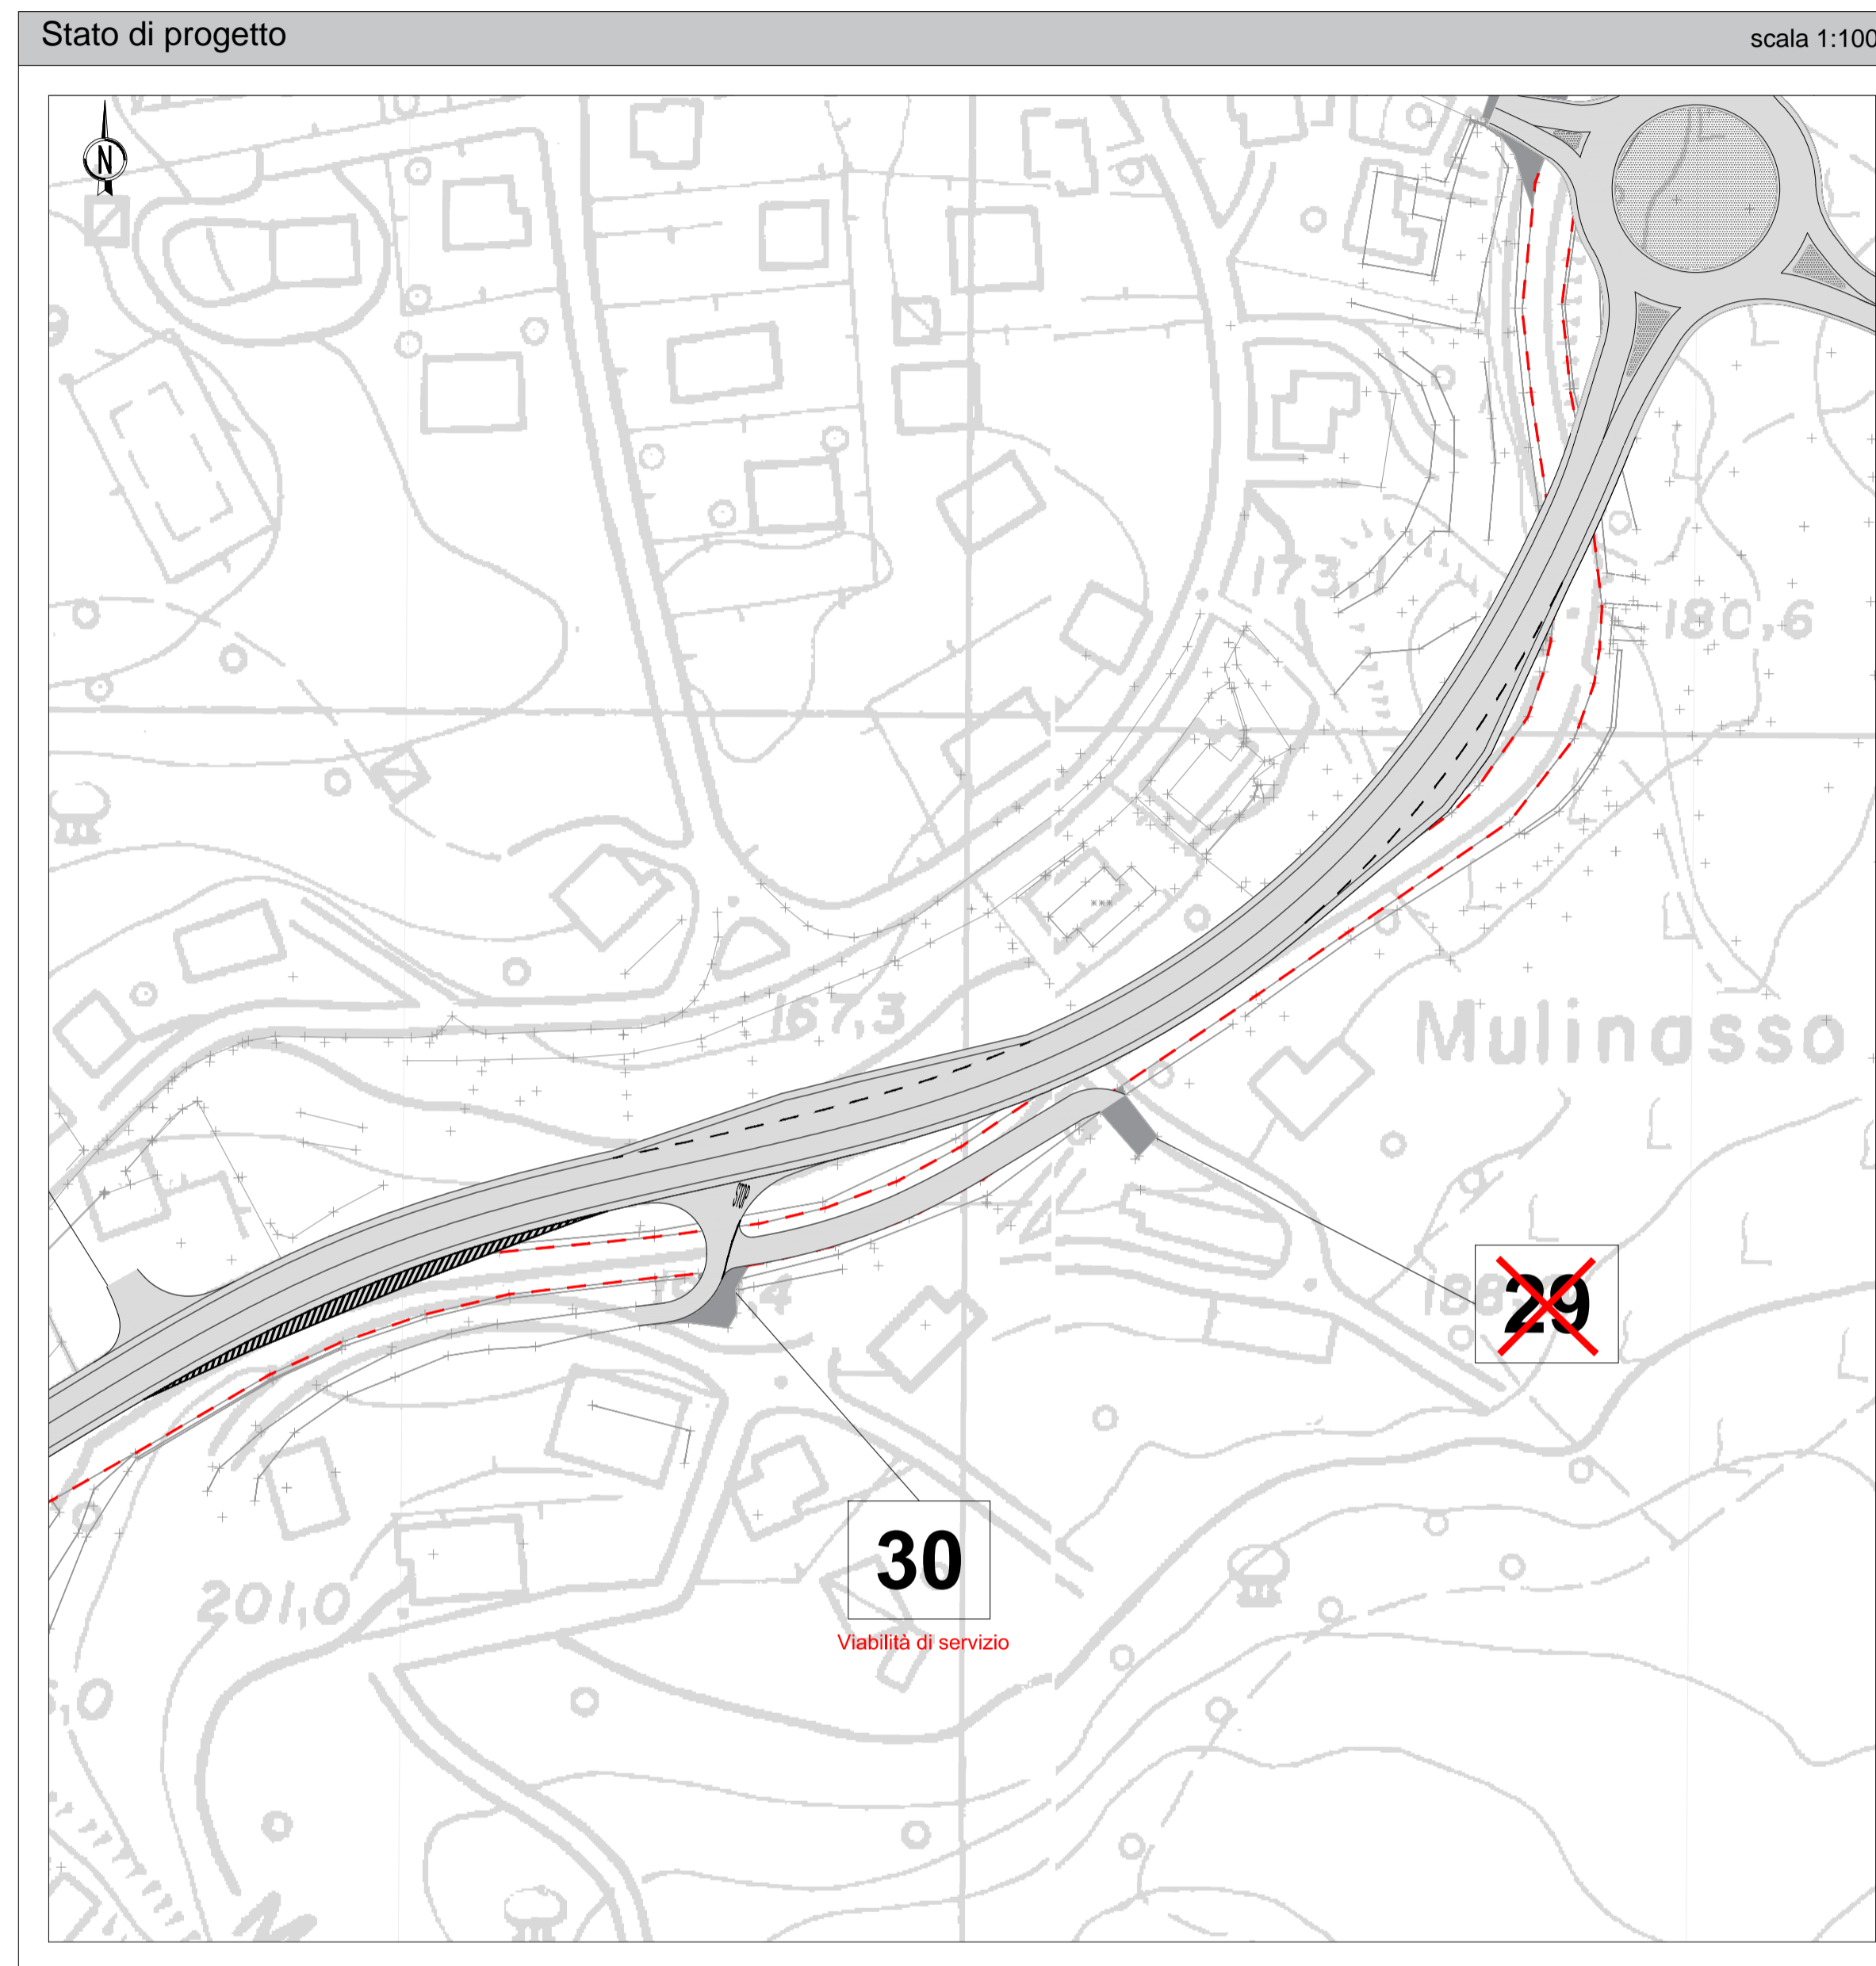 Stato di progetto
scala 1:100
N
173,1
180,6
167,3
Mulinasso
STOP
29
30
Viabilità di servizio
201,0